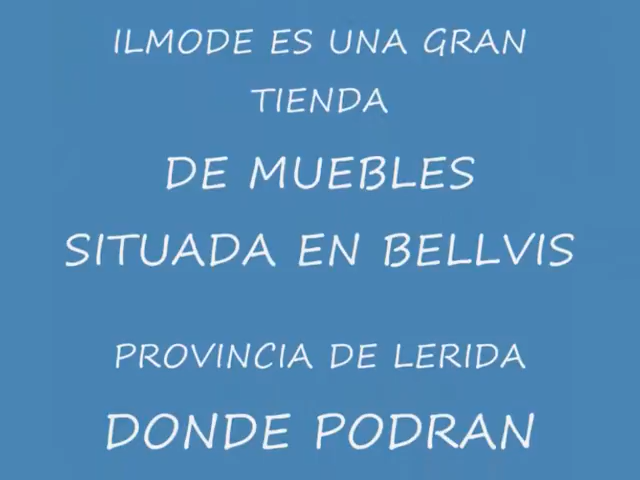 ILMODE ES UNA GRAN
TIENDA
DE MUEBLES
SITUADA EN BELLVIS
PROVINCIA DE LERIDA
DONDE PODRAN